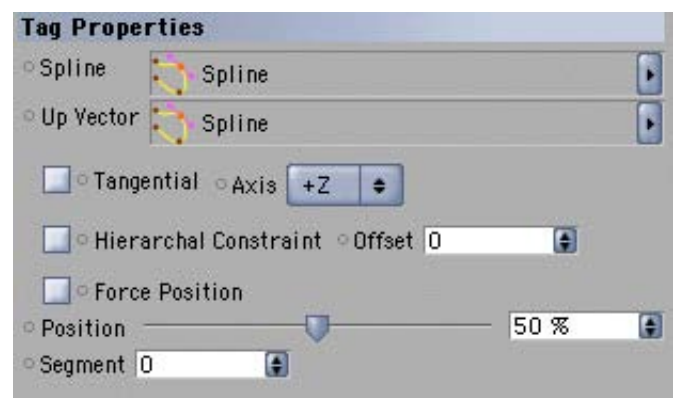 Tag Properties
Spline Spline
Up Vector Spline
Tangential Axis +Z
Hierarchal Constraint Offset 0
Force Position
Position 50 %
Segment 0